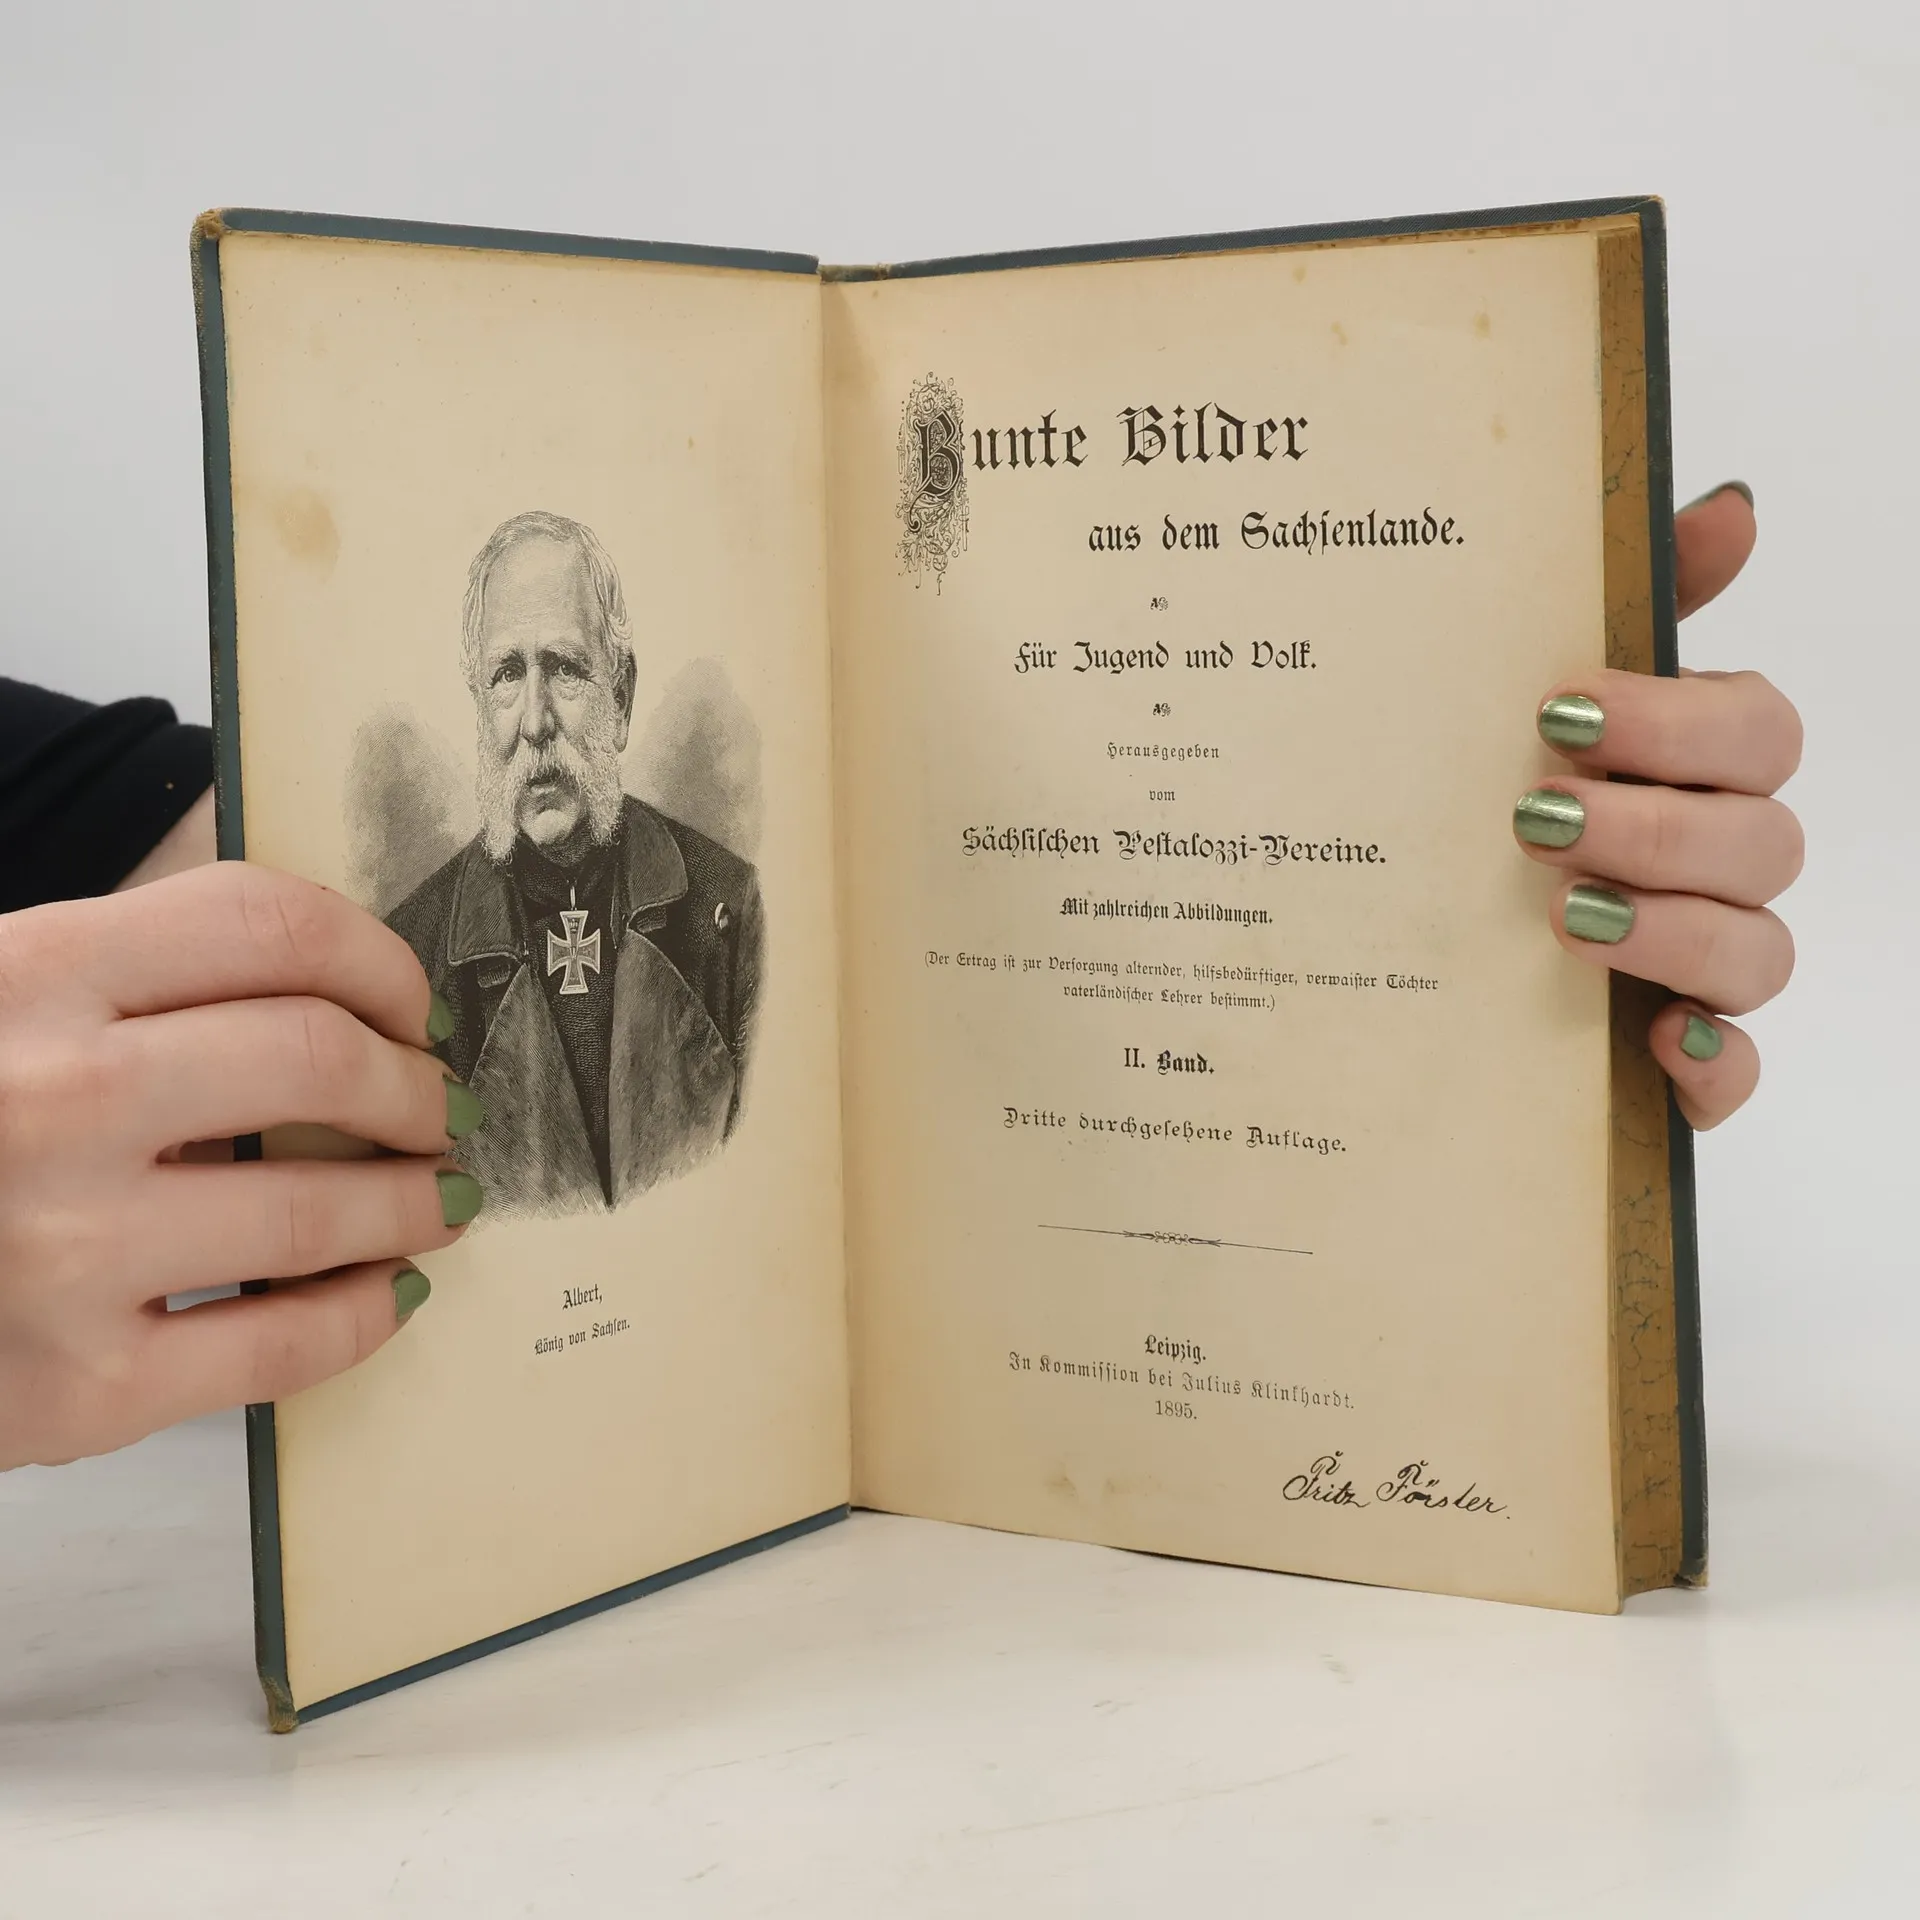 Albert,
König von Sachsen.
Bunte Bilder
aus dem Sachsenlande.
Für Jugend und Volk.
Herausgegeben
vom
Sächsischen Pestalozzi-Vereine.
Mit zahlreichen Abbildungen.
(Der Ertrag ist zur Versorgung alternder, hilfsbedürftiger, verwaister Töchter
vaterländischer Lehrer bestimmt.)
II. Band.
Dritte durchgesehene Auflage.
Leipzig.
In Kommission bei Julius Klinkhardt.
1895.
Fritz Förster.